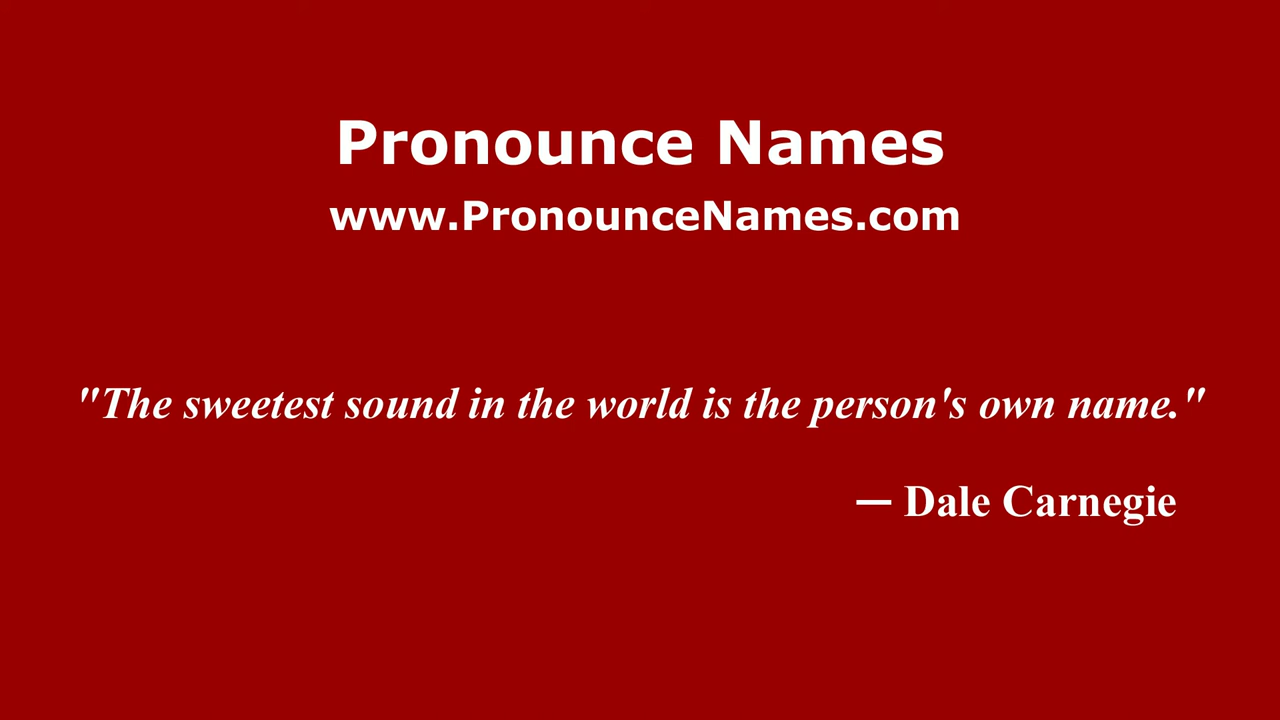 Pronounce Names
www.PronounceNames.com
"The sweetest sound in the world is the person's own name."
— Dale Carnegie